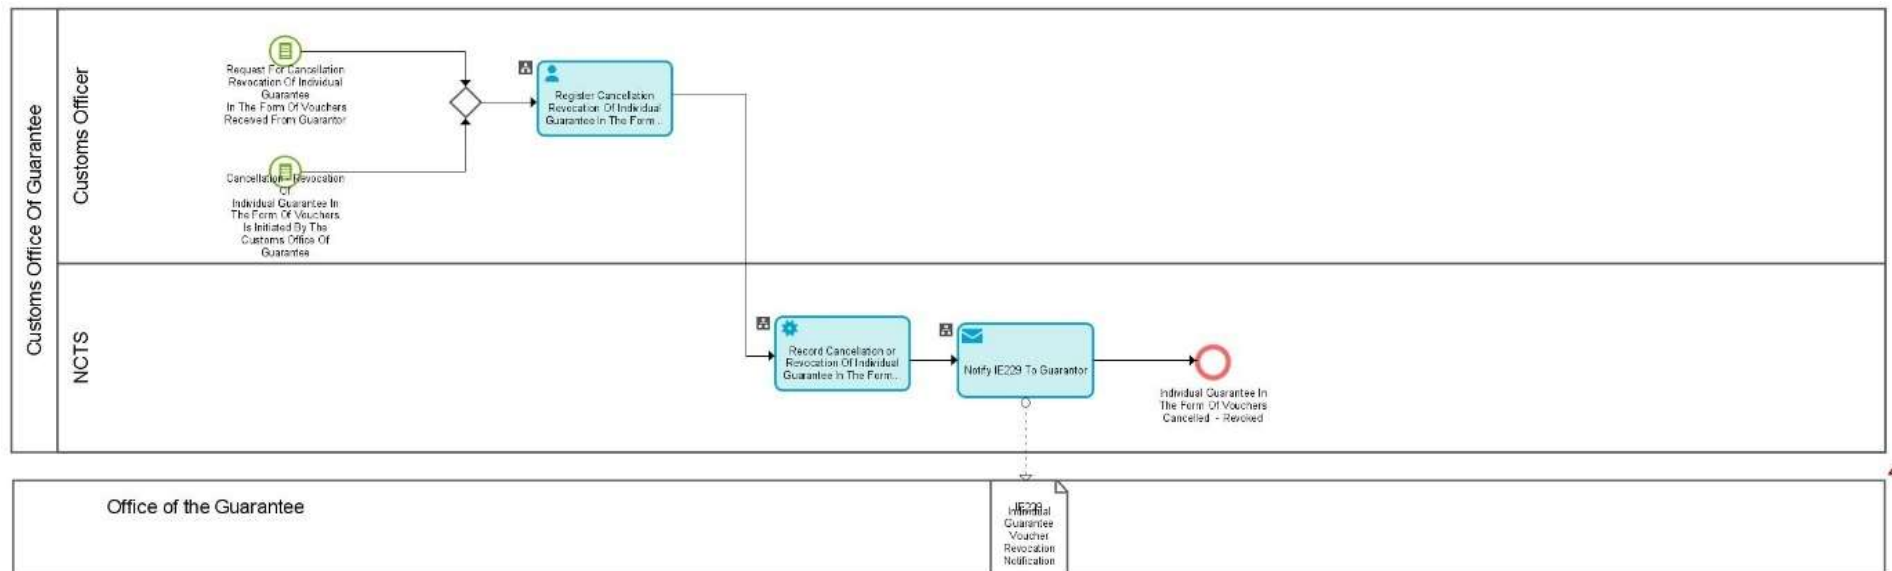 Customs Office Of Guarantee
Customs Officer
Request For Cancellation
Revocation Of Individual
Guarantee
In The Form Of Vouchers
Received From Guarantor
Cancellation - Revocation
Of
Individual Guarantee In
The Form Of Vouchers
Is Initiated By The
Customs Office Of
Guarantee
Register Cancellation
Revocation Of Individual
Guarantee In The Form ...
NCTS
Record Cancellation or
Revocation Of Individual
Guarantee In The Form...
Notify IE229 To Guarantor
Individual Guarantee In
The Form Of Vouchers
Cancelled - Revoked
Office of the Guarantee
IE229
Individual
Guarantee
Voucher
Revocation
Notification